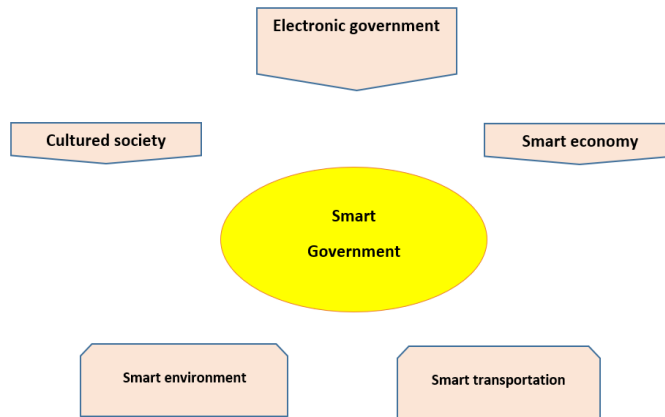 Electronic government
Cultured society
Smart economy
Smart
Government
Smart environment
Smart transportation